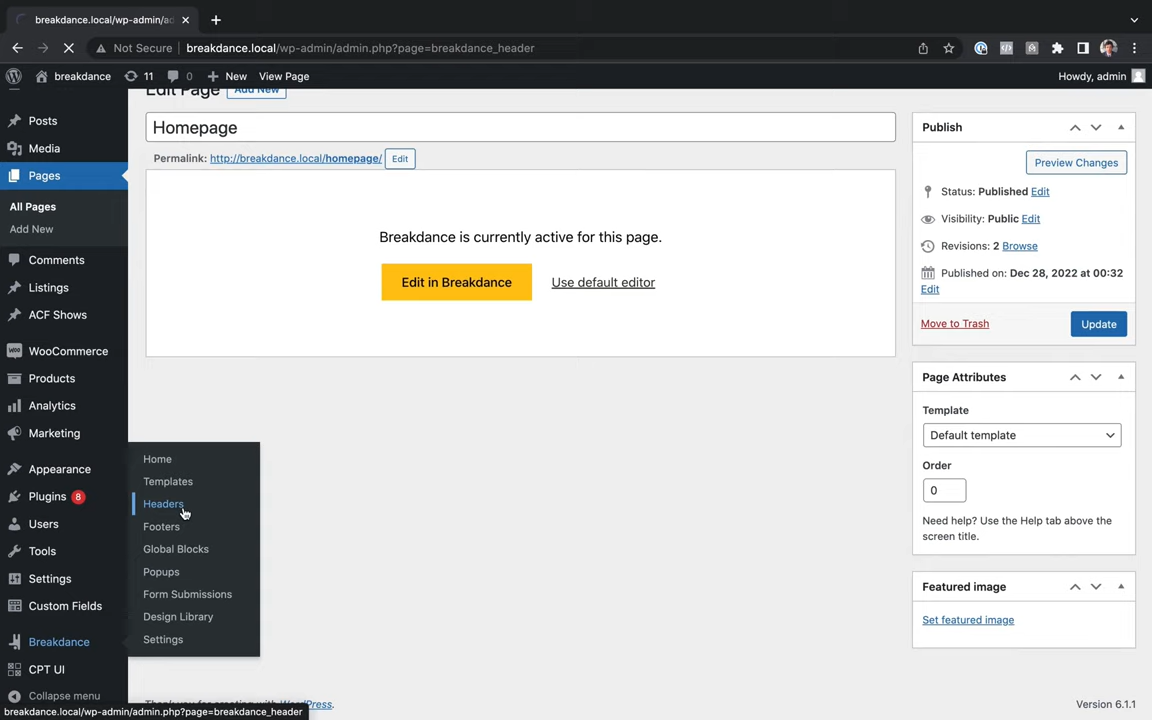 breakdance.local/wp-admin/ad
Not Secure
breakdance.local/wp-admin/admin.php?page=breakdance_header
breakdance
11
0
New
View Page
Howdy, admin
Edit Page
Add New
Posts
Media
Pages
All Pages
Add New
Comments
Listings
ACF Shows
WooCommerce
Products
Analytics
Marketing
Appearance
Plugins 8
Users
Tools
Settings
Custom Fields
Breakdance
CPT UI
Collapse menu
Home
Templates
Headers
Footers
Global Blocks
Popups
Form Submissions
Design Library
Settings
Homepage
Permalink: http://breakdance.local/homepage/ Edit
Breakdance is currently active for this page.
Edit in Breakdance
Use default editor
Publish
Preview Changes
Status: Published Edit
Visibility: Public Edit
Revisions: 2 Browse
Published on: Dec 28, 2022 at 00:32
Edit
Move to Trash
Update
Page Attributes
Template
Default template
Order
0
Need help? Use the Help tab above the
screen title.
Featured image
Set featured image
Thank you for creating with WordPress.
Version 6.1.1
breakdance.local/wp-admin/admin.php?page=breakdance_header